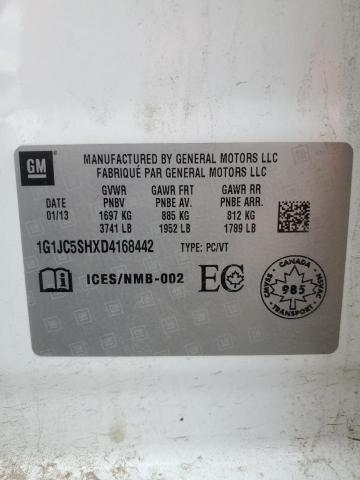 GM
MANUFACTURED BY GENERAL MOTORS LLC
FABRIQUÉ PAR GENERAL MOTORS LLC
GVWR GAWR FRT GAWR RR
DATE PNBV PNBE AV. PNBE ARR.
01/13 1697 KG 885 KG 812 KG
3741 LB 1952 LB 1789 LB
1G1JC5SHXD4168442 TYPE: PC/VT
ICES/NMB-002 EC
CANADA
CMVSS NSVAC
985
TRANSPORT